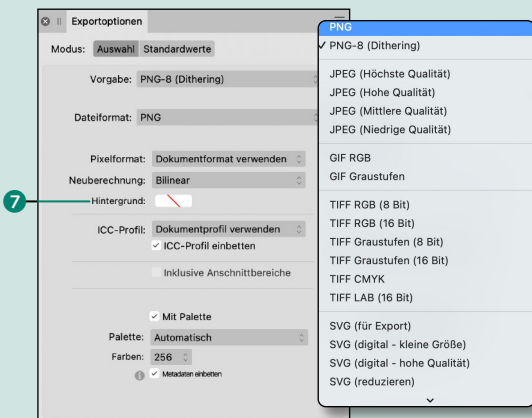 Exportoptionen
Modus: Auswahl Standardwerte
Vorgabe: PNG-8 (Dithering)
Dateiformat: PNG
Pixelformat: Dokumentformat verwenden
Neuberechnung: Bilinear
7
Hintergrund:
ICC-Profil: Dokumentprofil verwenden
ICC-Profil einbetten
Inklusive Anschnittbereiche
Mit Palette
Palette: Automatisch
Farben: 256
Metadaten einbetten
PNG
PNG-8 (Dithering)
JPEG (Höchste Qualität)
JPEG (Hohe Qualität)
JPEG (Mittlere Qualität)
JPEG (Niedrige Qualität)
GIF RGB
GIF Graustufen
TIFF RGB (8 Bit)
TIFF RGB (16 Bit)
TIFF Graustufen (8 Bit)
TIFF Graustufen (16 Bit)
TIFF CMYK
TIFF LAB (16 Bit)
SVG (für Export)
SVG (digital - kleine Größe)
SVG (digital - hohe Qualität)
SVG (reduzieren)